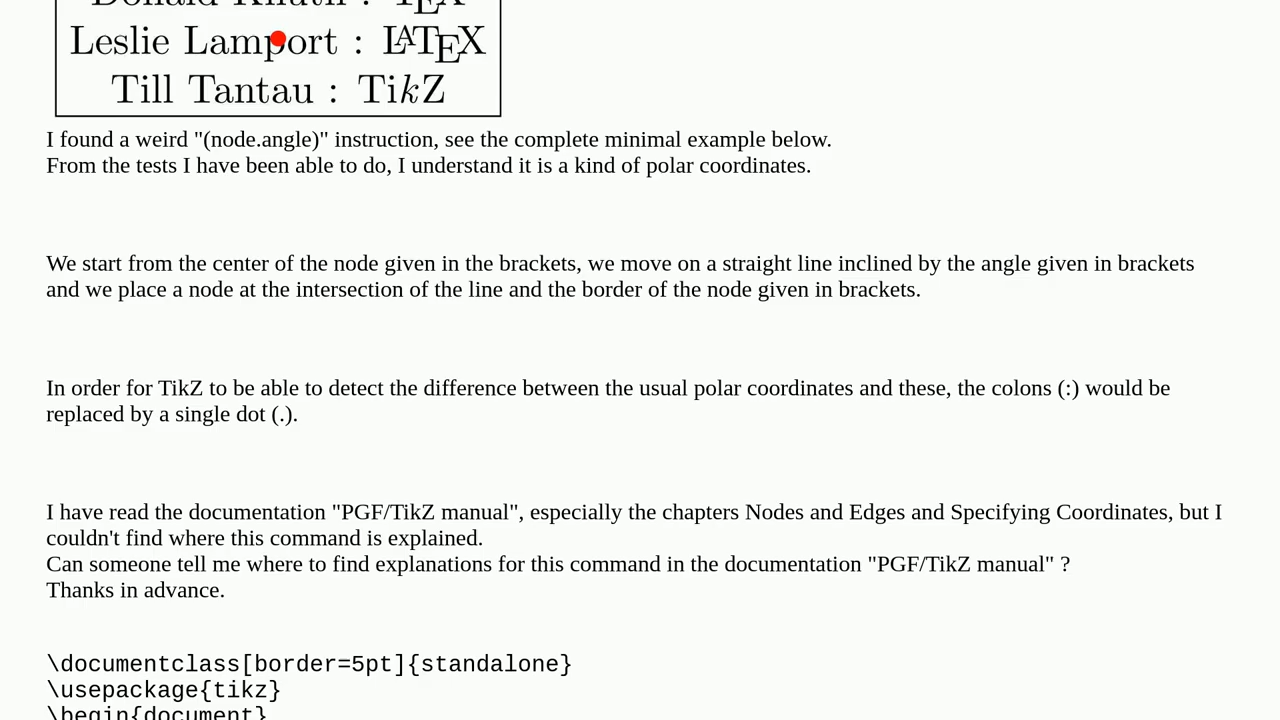 Donald Knuth : TEX
Leslie Lamport : LATEX
Till Tantau : TikZ
I found a weird "(node.angle)" instruction, see the complete minimal example below.
From the tests I have been able to do, I understand it is a kind of polar coordinates.
We start from the center of the node given in the brackets, we move on a straight line inclined by the angle given in brackets
and we place a node at the intersection of the line and the border of the node given in brackets.
In order for TikZ to be able to detect the difference between the usual polar coordinates and these, the colons (:) would be
replaced by a single dot (.).
I have read the documentation "PGF/TikZ manual", especially the chapters Nodes and Edges and Specifying Coordinates, but I
couldn't find where this command is explained.
Can someone tell me where to find explanations for this command in the documentation "PGF/TikZ manual" ?
Thanks in advance.
\documentclass[border=5pt]{standalone}
\usepackage{tikz}
\begin{document}